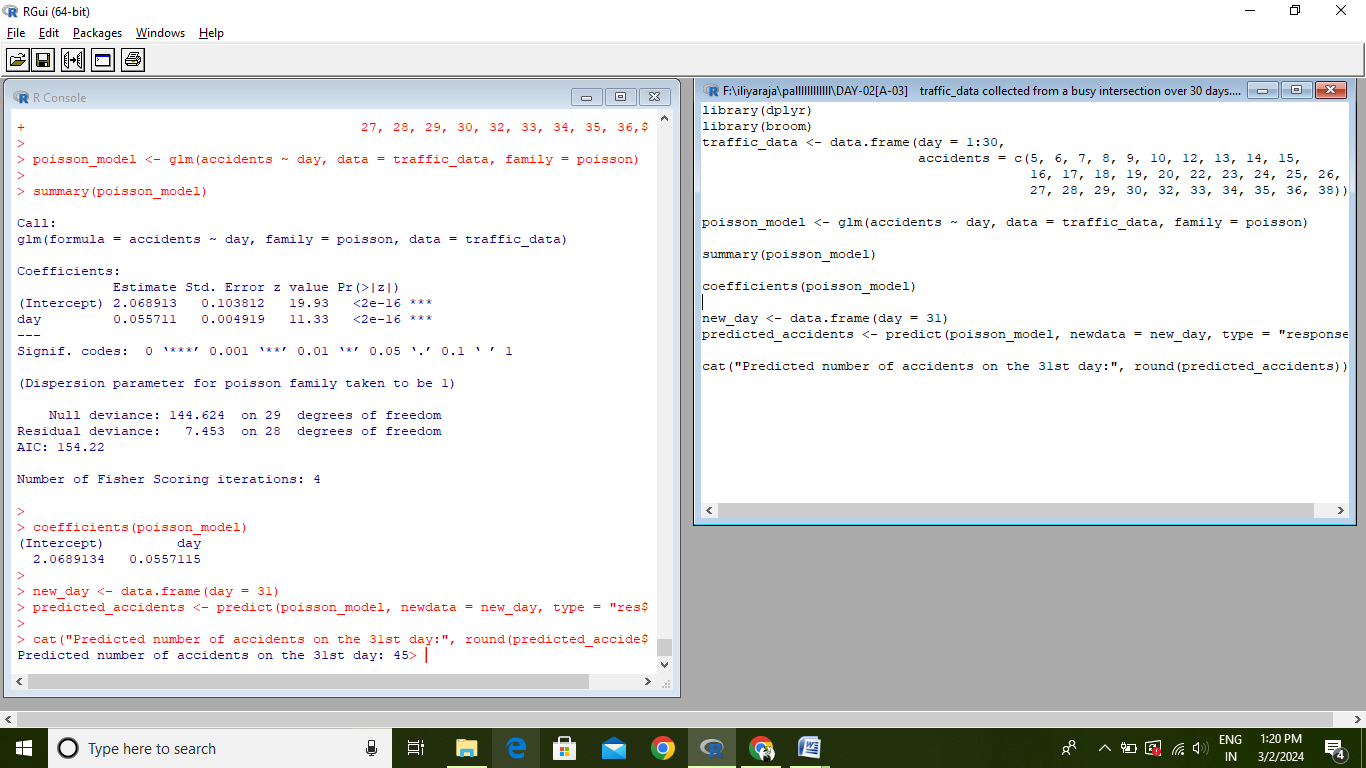 RGui (64-bit)
File Edit Packages Windows Help
R Console
+ 27, 28, 29, 30, 32, 33, 34, 35, 36,$
>
> poisson_model <- glm(accidents ~ day, data = traffic_data, family = poisson)
>
> summary(poisson_model)
Call:
glm(formula = accidents ~ day, family = poisson, data = traffic_data)
Coefficients:
Estimate Std. Error z value Pr(>|z|)
(Intercept) 2.068913 0.103812 19.93 <2e-16 ***
day 0.055711 0.004919 11.33 <2e-16 ***
---
Signif. codes: 0 ‘***’ 0.001 ‘**’ 0.01 ‘*’ 0.05 ‘.’ 0.1 ‘ ’ 1
(Dispersion parameter for poisson family taken to be 1)
Null deviance: 144.624 on 29 degrees of freedom
Residual deviance: 7.453 on 28 degrees of freedom
AIC: 154.22
Number of Fisher Scoring iterations: 4
>
> coefficients(poisson_model)
(Intercept) day
2.0689134 0.0557115
>
> new_day <- data.frame(day = 31)
> predicted_accidents <- predict(poisson_model, newdata = new_day, type = "res$
>
> cat("Predicted number of accidents on the 31st day:", round(predicted_accide$
Predicted number of accidents on the 31st day: 45>
traffic_data collected from a busy intersection over 30 days....
library(dplyr)
library(broom)
traffic_data <- data.frame(day = 1:30,
accidents = c(5, 6, 7, 8, 9, 10, 12, 13, 14, 15,
16, 17, 18, 19, 20, 22, 23, 24, 25, 26,
27, 28, 29, 30, 32, 33, 34, 35, 36, 38))
poisson_model <- glm(accidents ~ day, data = traffic_data, family = poisson)
summary(poisson_model)
coefficients(poisson_model)
new_day <- data.frame(day = 31)
predicted_accidents <- predict(poisson_model, newdata = new_day, type = "response
cat("Predicted number of accidents on the 31st day:", round(predicted_accidents))
Type here to search
ENG
IN
1:20 PM
3/2/2024
4